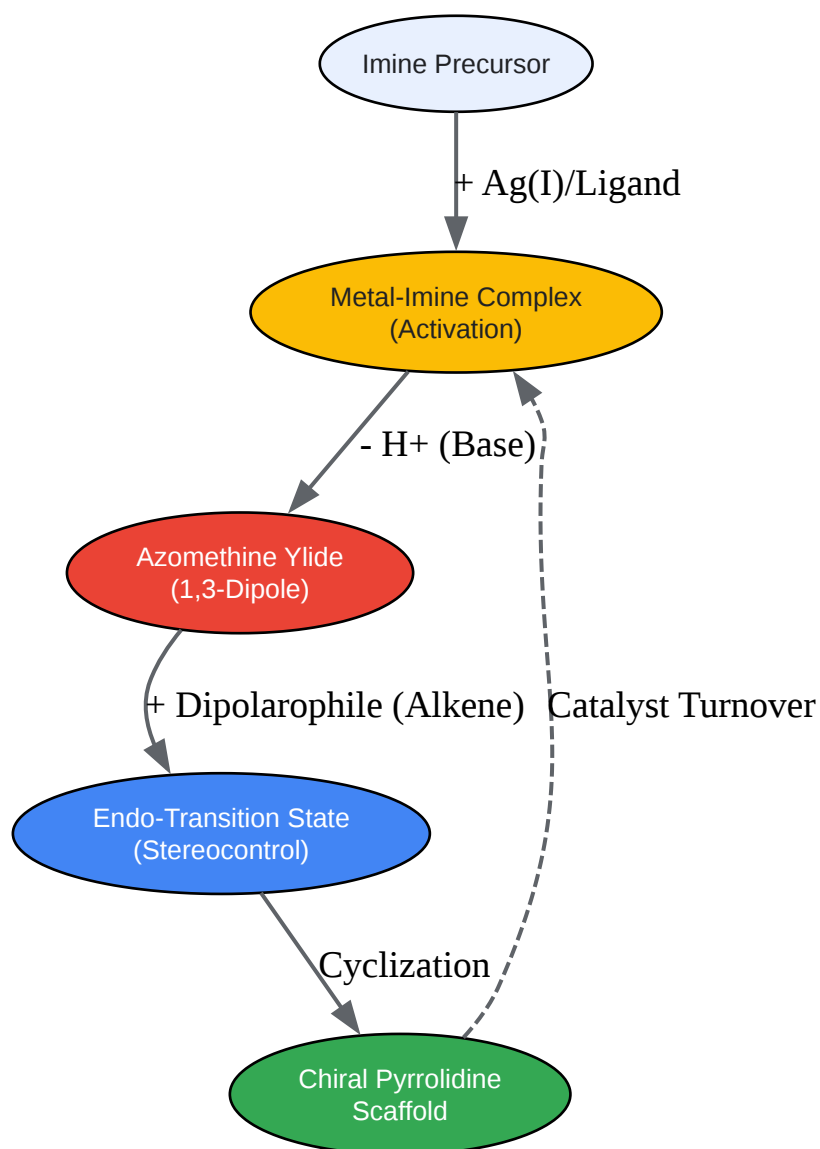 Imine Precursor
+ Ag(I)/Ligand
Metal-Imine Complex
(Activation)
- H+ (Base)
Azomethine Ylide
(1,3-Dipole)
+ Dipolarophile (Alkene)
Catalyst Turnover
Endo-Transition State
(Stereocontrol)
Cyclization
Chiral Pyrrolidine
Scaffold